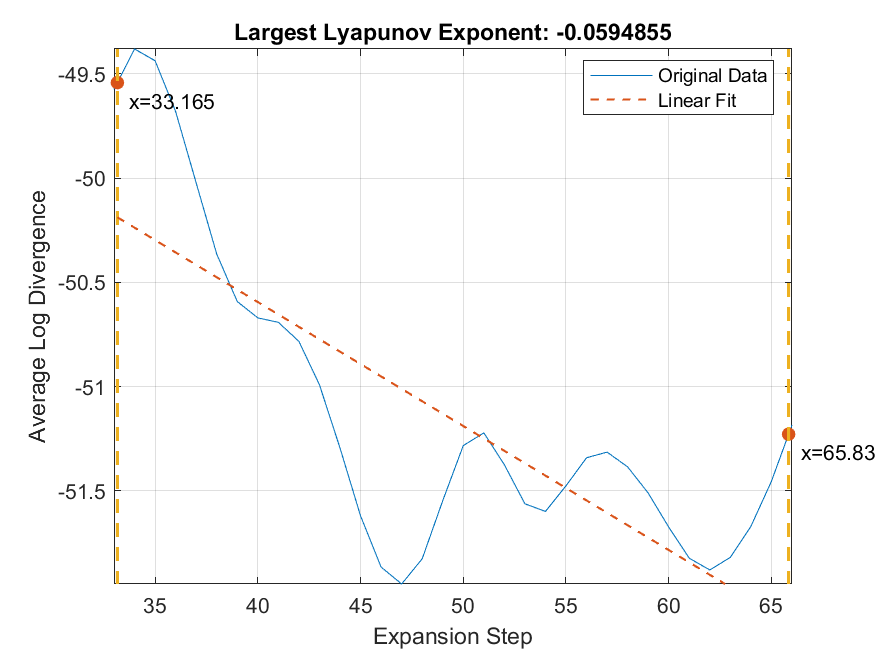 Largest Lyapunov Exponent: -0.0594855
Original Data
Linear Fit
x=33.165
x=65.83
-49.5
-50
-50.5
-51
-51.5
Average Log Divergence
35 40 45 50 55 60 65
Expansion Step